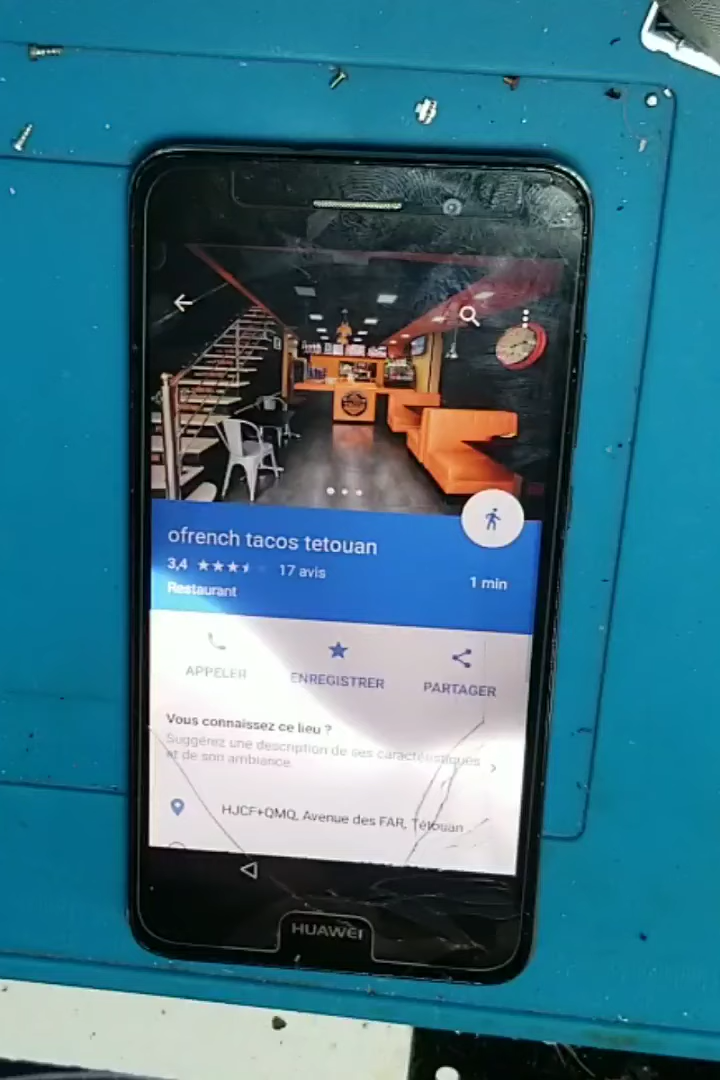 ofrench tacos tetouan
3,4 17 avis
1 min
Restaurant
APPELER ENREGISTRER PARTAGER
Vous connaissez ce lieu ?
Suggérez une description de ses caractéristiques
et de son ambiance.
HJCF+QMQ, Avenue des FAR, Tétouan
HUAWEI